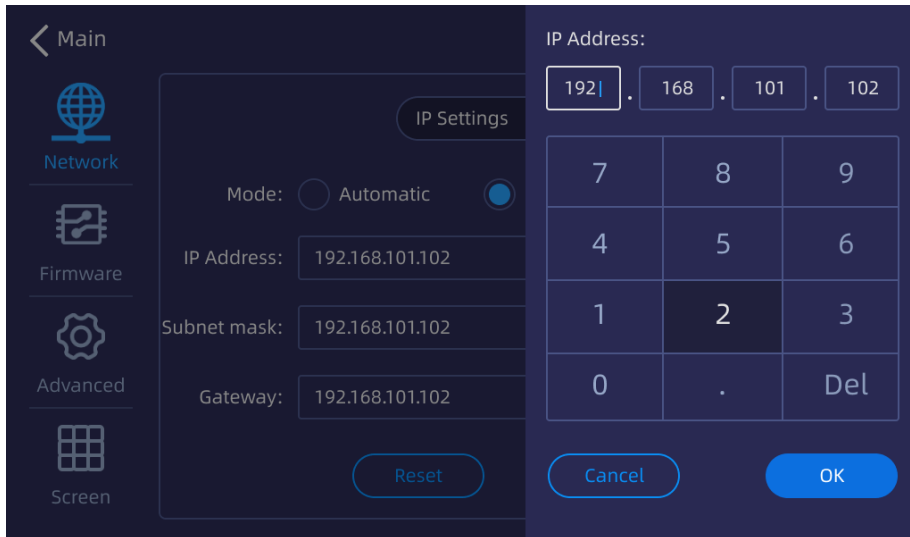 Main
Network
Firmware
Advanced
Screen
IP Settings
Mode: Automatic
IP Address: 192.168.101.102
Subnet mask: 192.168.101.102
Gateway: 192.168.101.102
Reset
IP Address:
192 . 168 . 101 . 102
7 8 9
4 5 6
1 2 3
0 . Del
Cancel OK